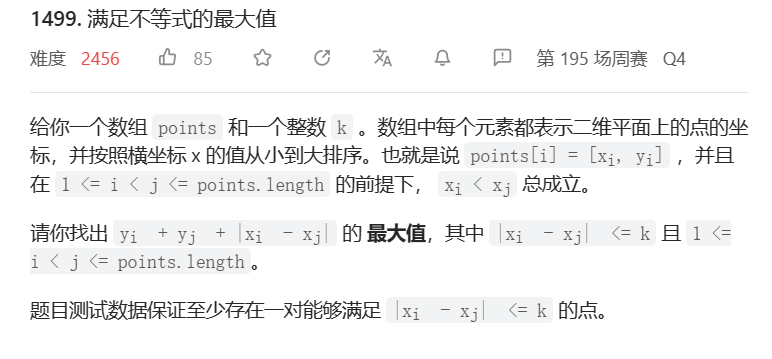 1499. 满足不等式的最大值
难度 2456 85 第 195 场周赛 Q4
给你一个数组 points 和一个整数 k 。数组中每个元素都表示二维平面上的点的坐
标，并按照横坐标 x 的值从小到大排序。也就是说 points[i] = [xi, yi] ，并且
在 1 <= i < j <= points.length 的前提下， xi < xj 总成立。
请你找出 yi + yj + |xi - xj| 的 最大值，其中 |xi - xj| <= k 且 1 <=
i < j <= points.length。
题目测试数据保证至少存在一对能够满足 |xi - xj| <= k 的点。